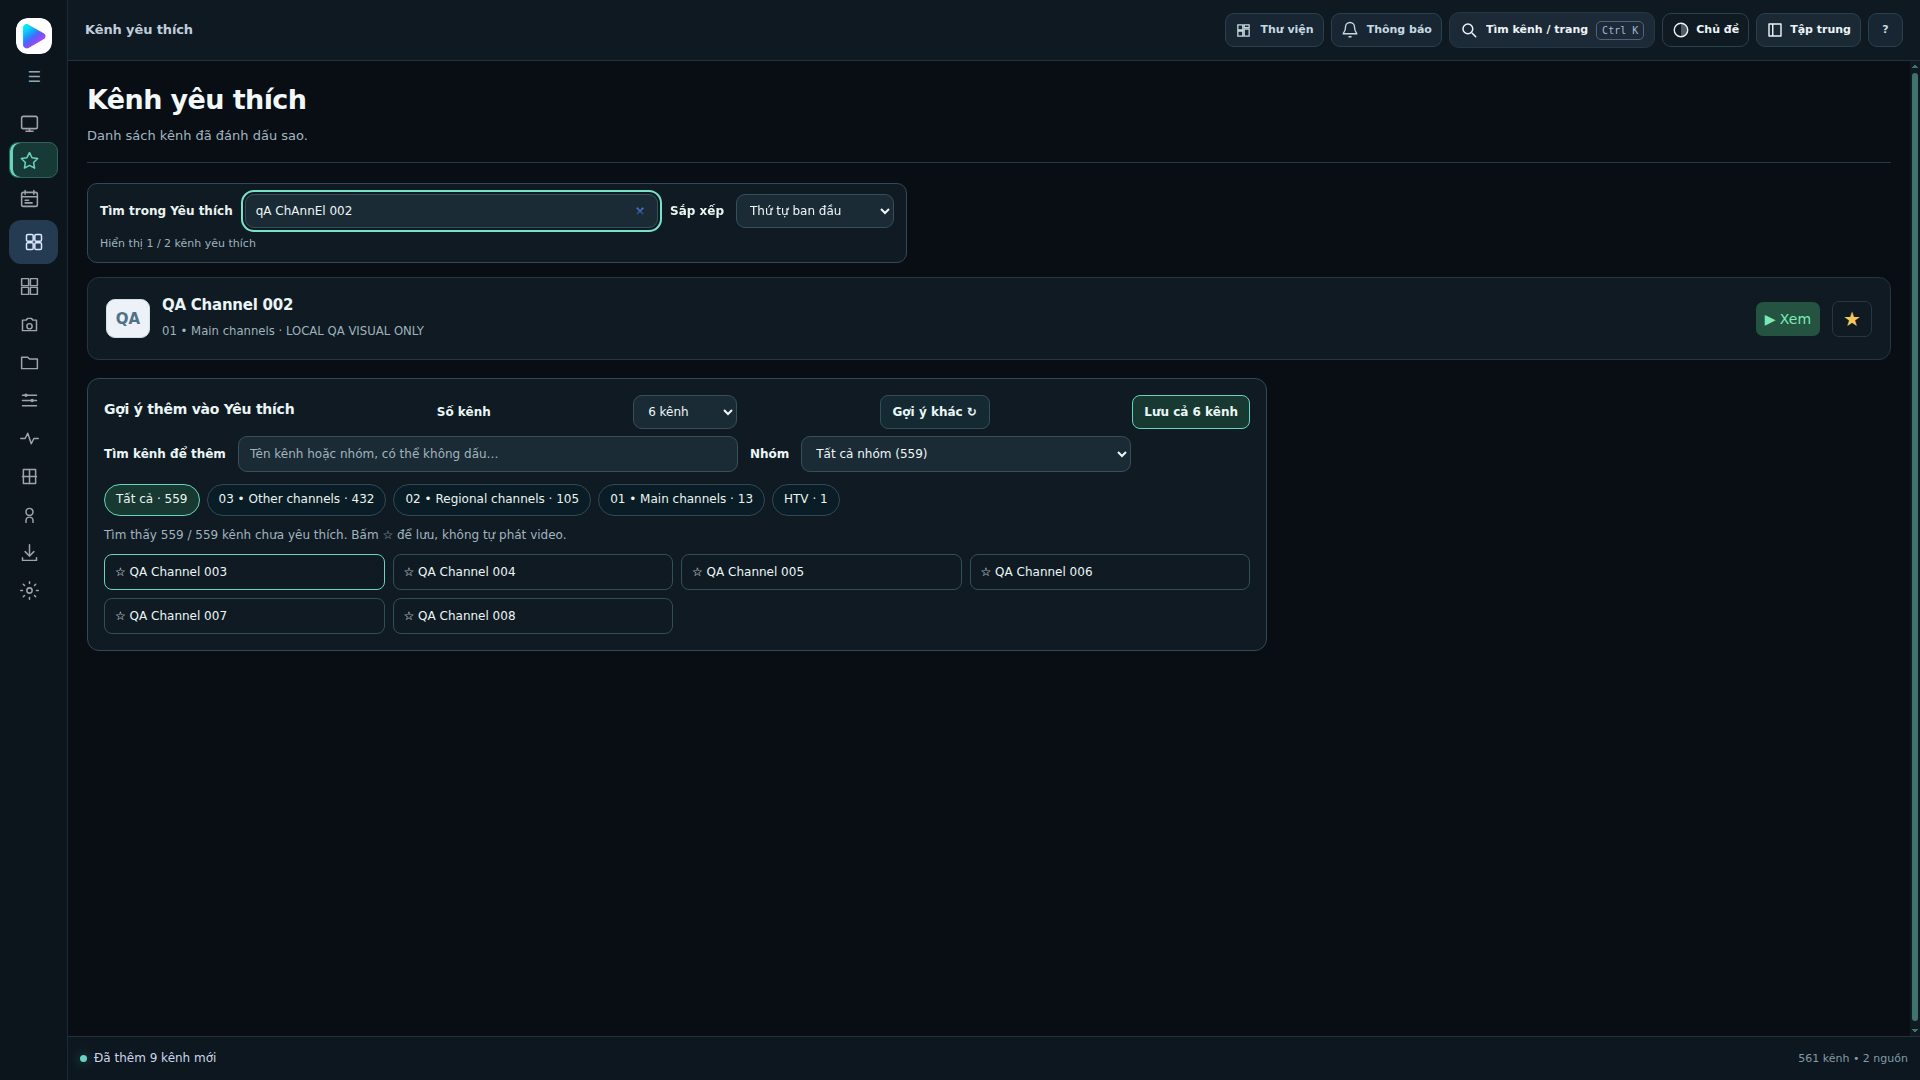 Kênh yêu thích
Thư viện
Thông báo
Tìm kênh / trang Ctrl K
Chủ đề
Tập trung
?
Kênh yêu thích
Danh sách kênh đã đánh dấu sao.
Tìm trong Yêu thích qA ChAnnEl 002 Sắp xếp Thứ tự ban đầu
Hiển thị 1 / 2 kênh yêu thích
QA
QA Channel 002
01 • Main channels · LOCAL QA VISUAL ONLY
▶ Xem ★
Gợi ý thêm vào Yêu thích Số kênh 6 kênh Gợi ý khác ↻ Lưu cả 6 kênh
Tìm kênh để thêm Tên kênh hoặc nhóm, có thể không dấu... Nhóm Tất cả nhóm (559)
Tất cả · 559 03 • Other channels · 432 02 • Regional channels · 105 01 • Main channels · 13 HTV · 1
Tìm thấy 559 / 559 kênh chưa yêu thích. Bấm ☆ để lưu, không tự phát video.
☆ QA Channel 003 ☆ QA Channel 004 ☆ QA Channel 005 ☆ QA Channel 006
☆ QA Channel 007 ☆ QA Channel 008
Đã thêm 9 kênh mới
561 kênh • 2 nguồn